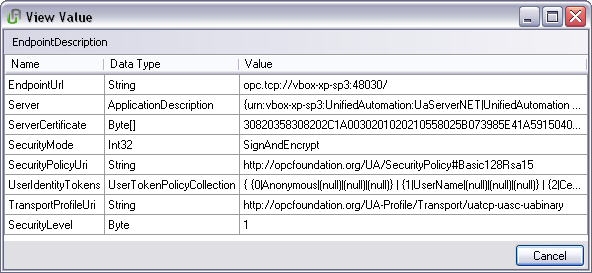 View Value
EndpointDescription
Name Data Type Value
EndpointUrl String opc.tcp://vbox-xp-sp3:48030/
Server ApplicationDescription {urn:vbox-xp-sp3:UnifiedAutomation:UaServerNET|UnifiedAutomation ...
ServerCertificate Byte[] 30820358308202C1A0030201020210558025B073985E41A5915040...
SecurityMode Int32 SignAndEncrypt
SecurityPolicyUri String http://opcfoundation.org/UA/SecurityPolicy#Basic128Rsa15
UserIdentityTokens UserTokenPolicyCollection { {0|Anonymous|(null)|(null)|(null)} | {1|UserName|(null)|(null)|(null)} | {2|Ce...
TransportProfileUri String http://opcfoundation.org/UA-Profile/Transport/uatcp-uasc-uabinary
SecurityLevel Byte 1
Cancel